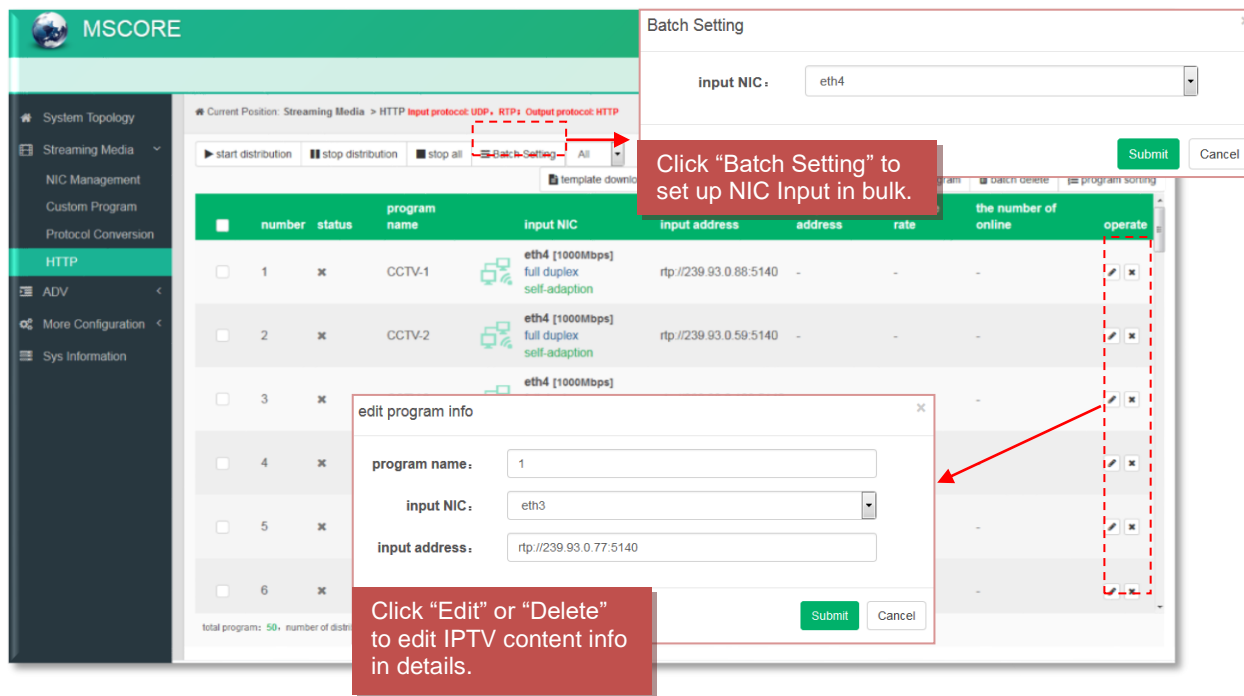 MSCORE
System Topology
Streaming Media
NIC Management
Custom Program
Protocol Conversion
HTTP
ADV
More Configuration
Sys Information
Current Position: Streaming Media > HTTP Input protocol: UDP, RTP; Output protocol: HTTP
start distribution stop distribution stop all Batch Setting All
template downlo
batch delete program sorting
number status program name input NIC input address address rate the number of online operate
1 CCTV-1 eth4 [1000Mbps] rtp://239.93.0.88:5140 - - -
full duplex
self-adaption
2 CCTV-2 eth4 [1000Mbps] rtp://239.93.0.59:5140 - - -
full duplex
self-adaption
3 eth4 [1000Mbps] -
4
5 -
6 -
total program: 50, number of distri
Batch Setting
input NIC: eth4
Submit Cancel
Click “Batch Setting” to
set up NIC Input in bulk.
edit program info
program name: 1
input NIC: eth3
input address: rtp://239.93.0.77:5140
Submit Cancel
Click “Edit” or “Delete”
to edit IPTV content info
in details.